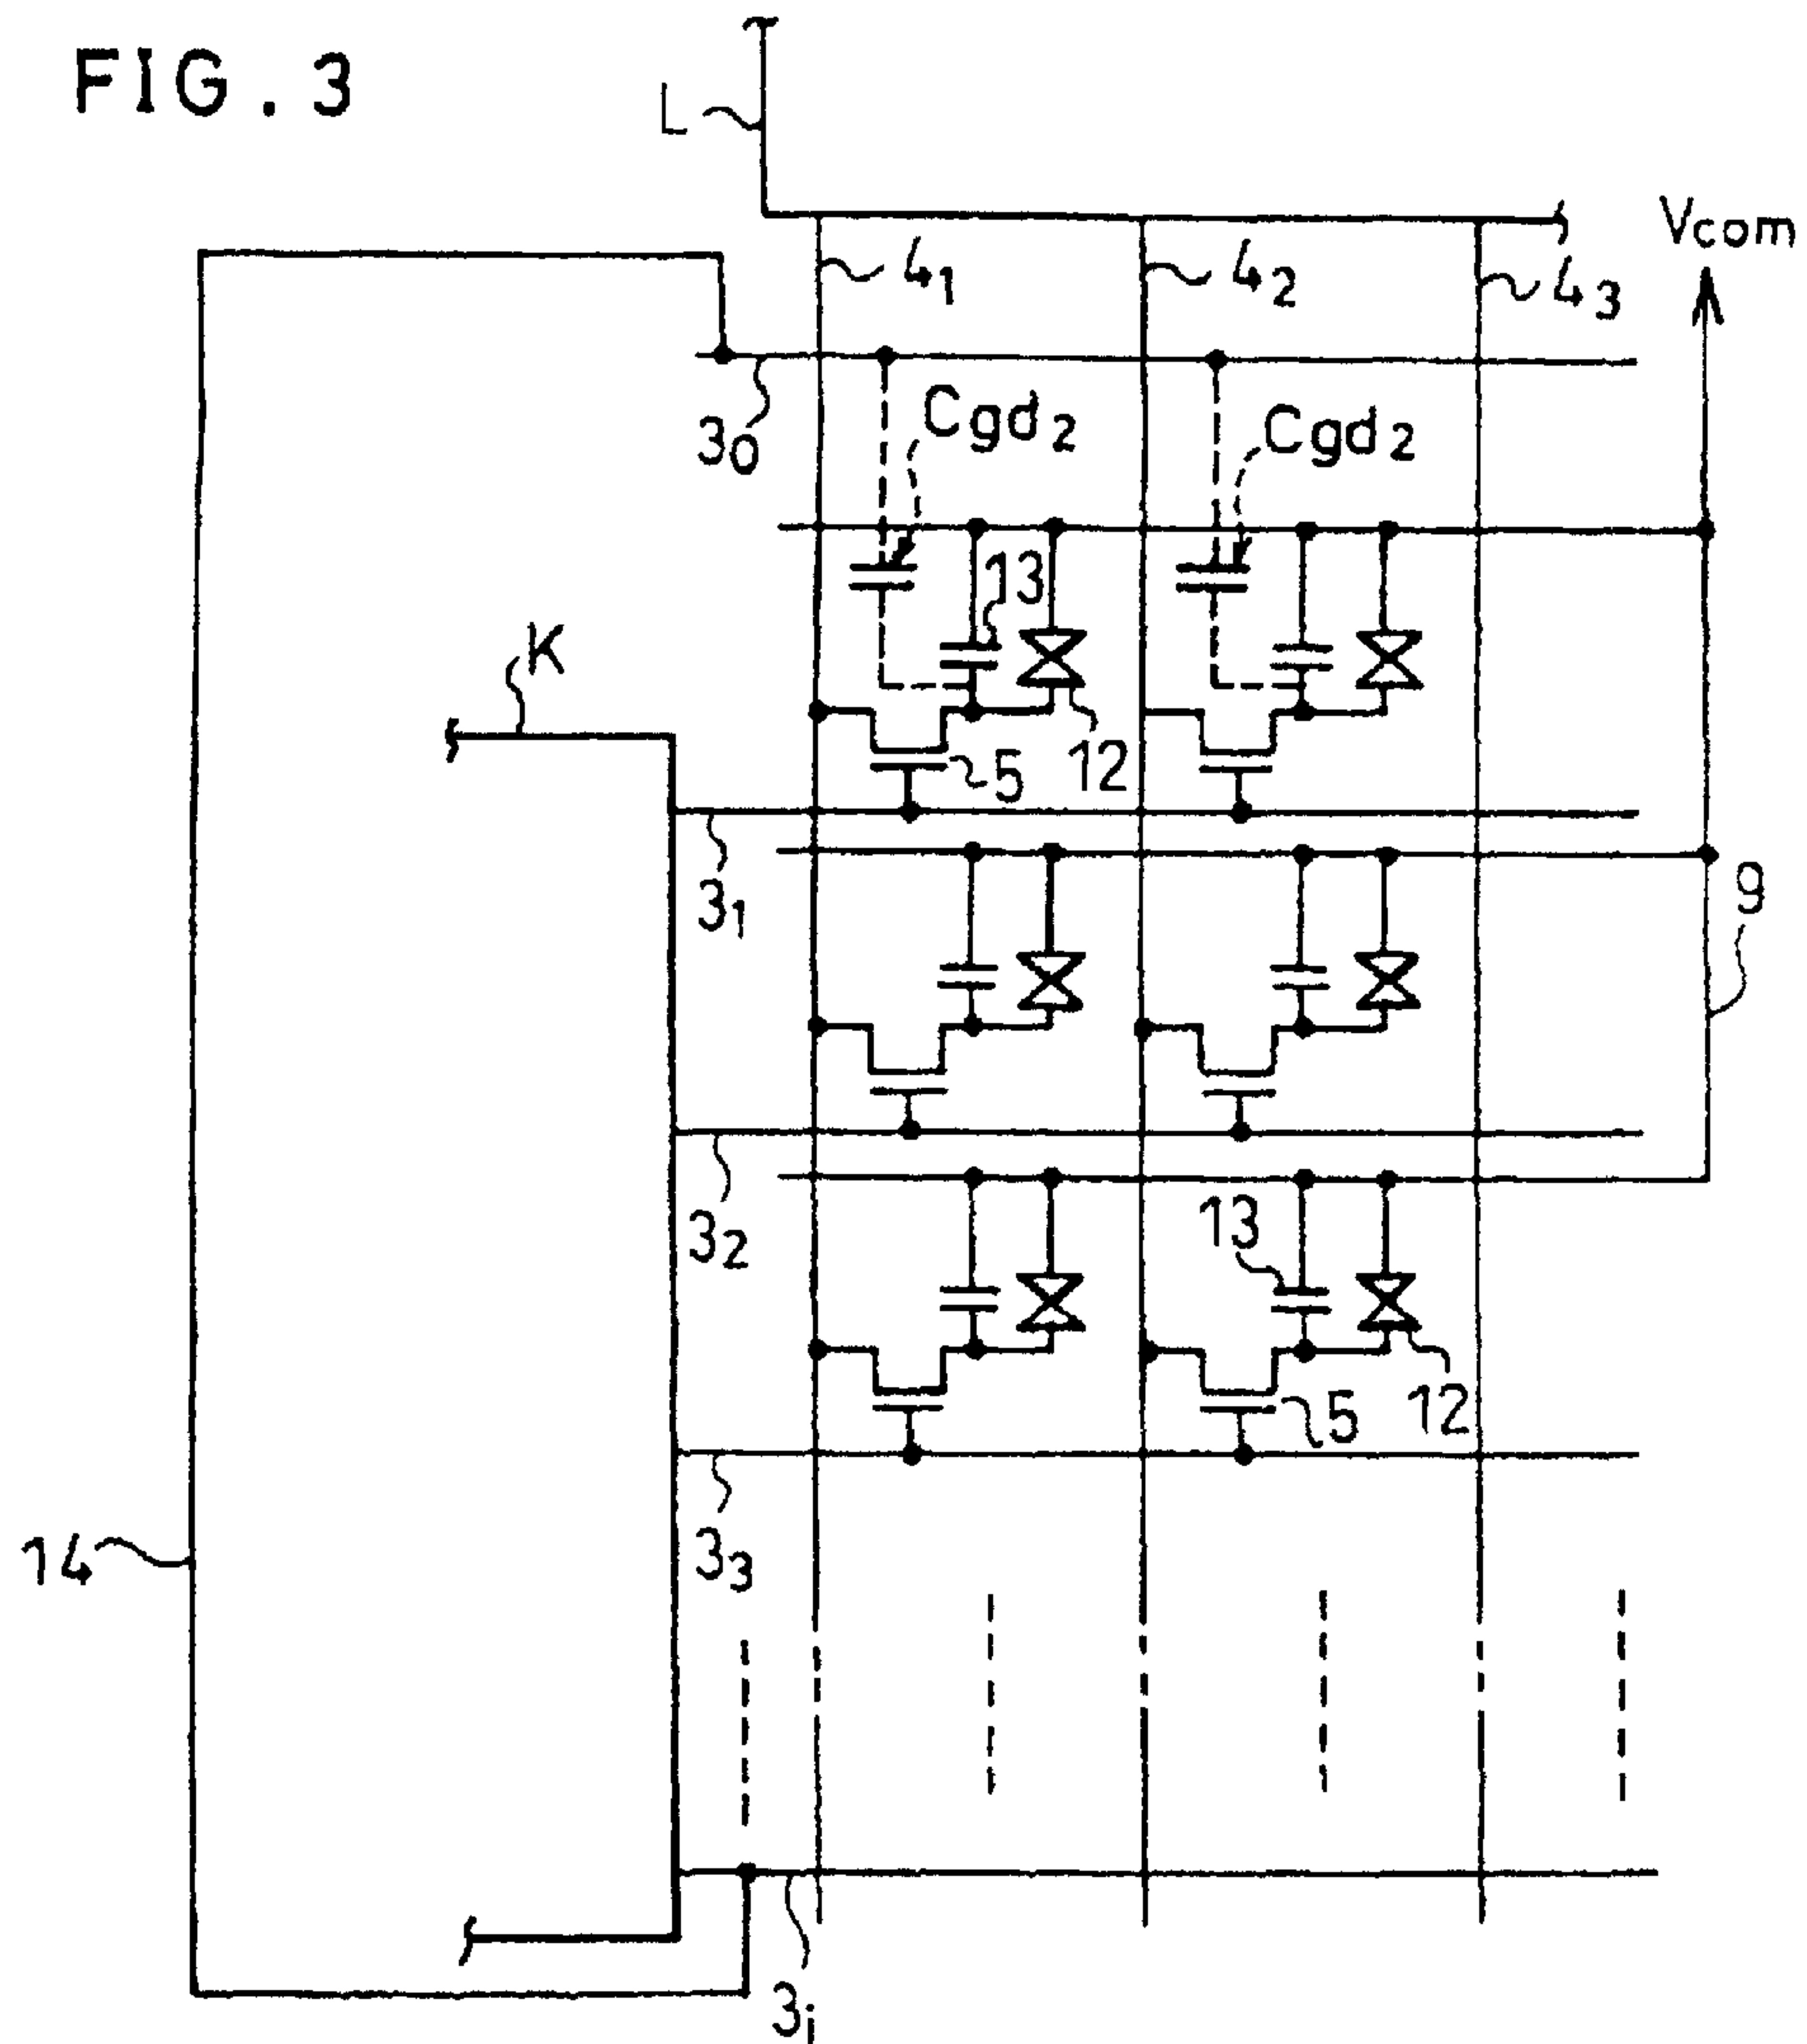 FIG. 3
L
Vcom
4₁
4₂
4₃
3₀
Cgd₂
Cgd₂
13
K
5
12
3₁
9
3₂
13
5
12
3₃
14
3i